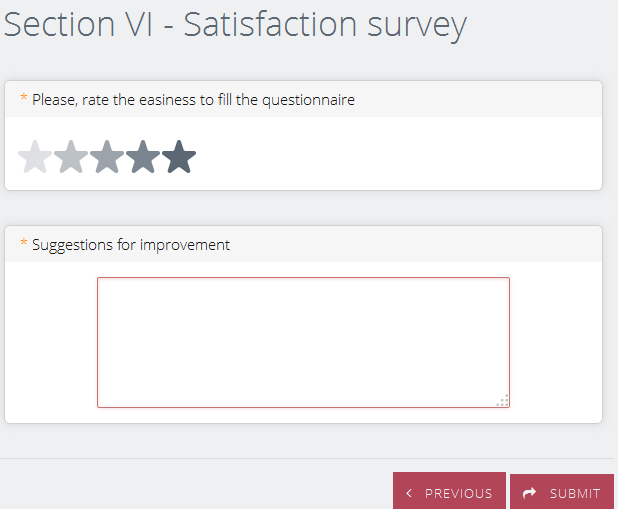 Section VI - Satisfaction survey
* Please, rate the easiness to fill the questionnaire
* Suggestions for improvement
PREVIOUS SUBMIT